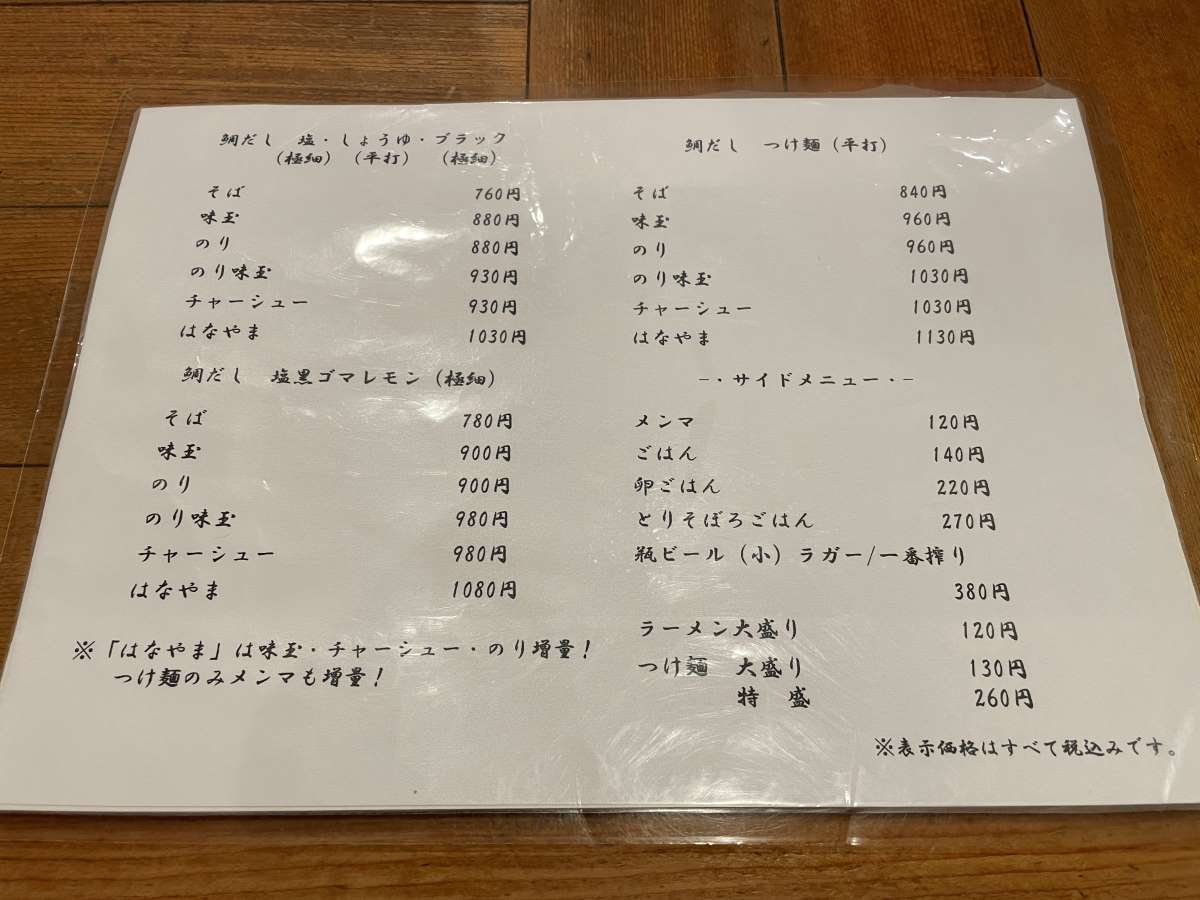 鯛だし 塩・しょうゆ・ブラック
(極細) (平打) (極細)
そば 760円
味玉 880円
のり 880円
のり味玉 930円
チャーシュー 930円
はなやま 1030円
鯛だし 塩黒ゴマレモン(極細)
そば 780円
味玉 900円
のり 900円
のり味玉 980円
チャーシュー 980円
はなやま 1080円
※「はなやま」は味玉・チャーシュー・のり増量!
つけ麺のみメンマも増量!
鯛だし つけ麺(平打)
そば 840円
味玉 960円
のり 960円
のり味玉 1030円
チャーシュー 1030円
はなやま 1130円
-・サイドメニュー・-
メンマ 120円
ごはん 140円
卵ごはん 220円
とりそぼろごはん 270円
瓶ビール(小)ラガー/一番搾り
380円
ラーメン大盛り 120円
つけ麺 大盛り 130円
特 盛 260円
※表示価格はすべて税込みです。